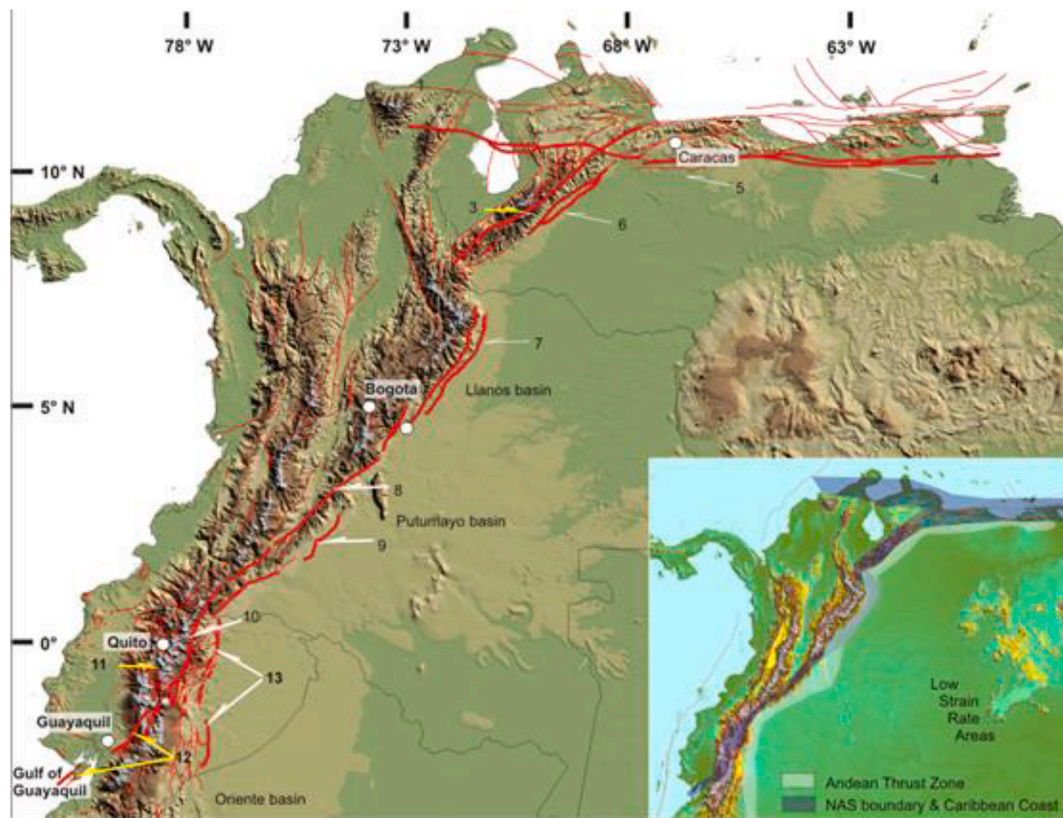 78° W
73° W
68° W
63° W
10° N
5° N
0°
Caracas
3
4
5
6
7
Bogota
Llanos basin
8
Putumayo basin
9
10
Quito
11
13
Guayaquil
12
Gulf of
Guayaquil
Oriente basin
Low
Strain
Rate
Areas
Andean Thrust Zone
NAS boundary & Caribbean Coast